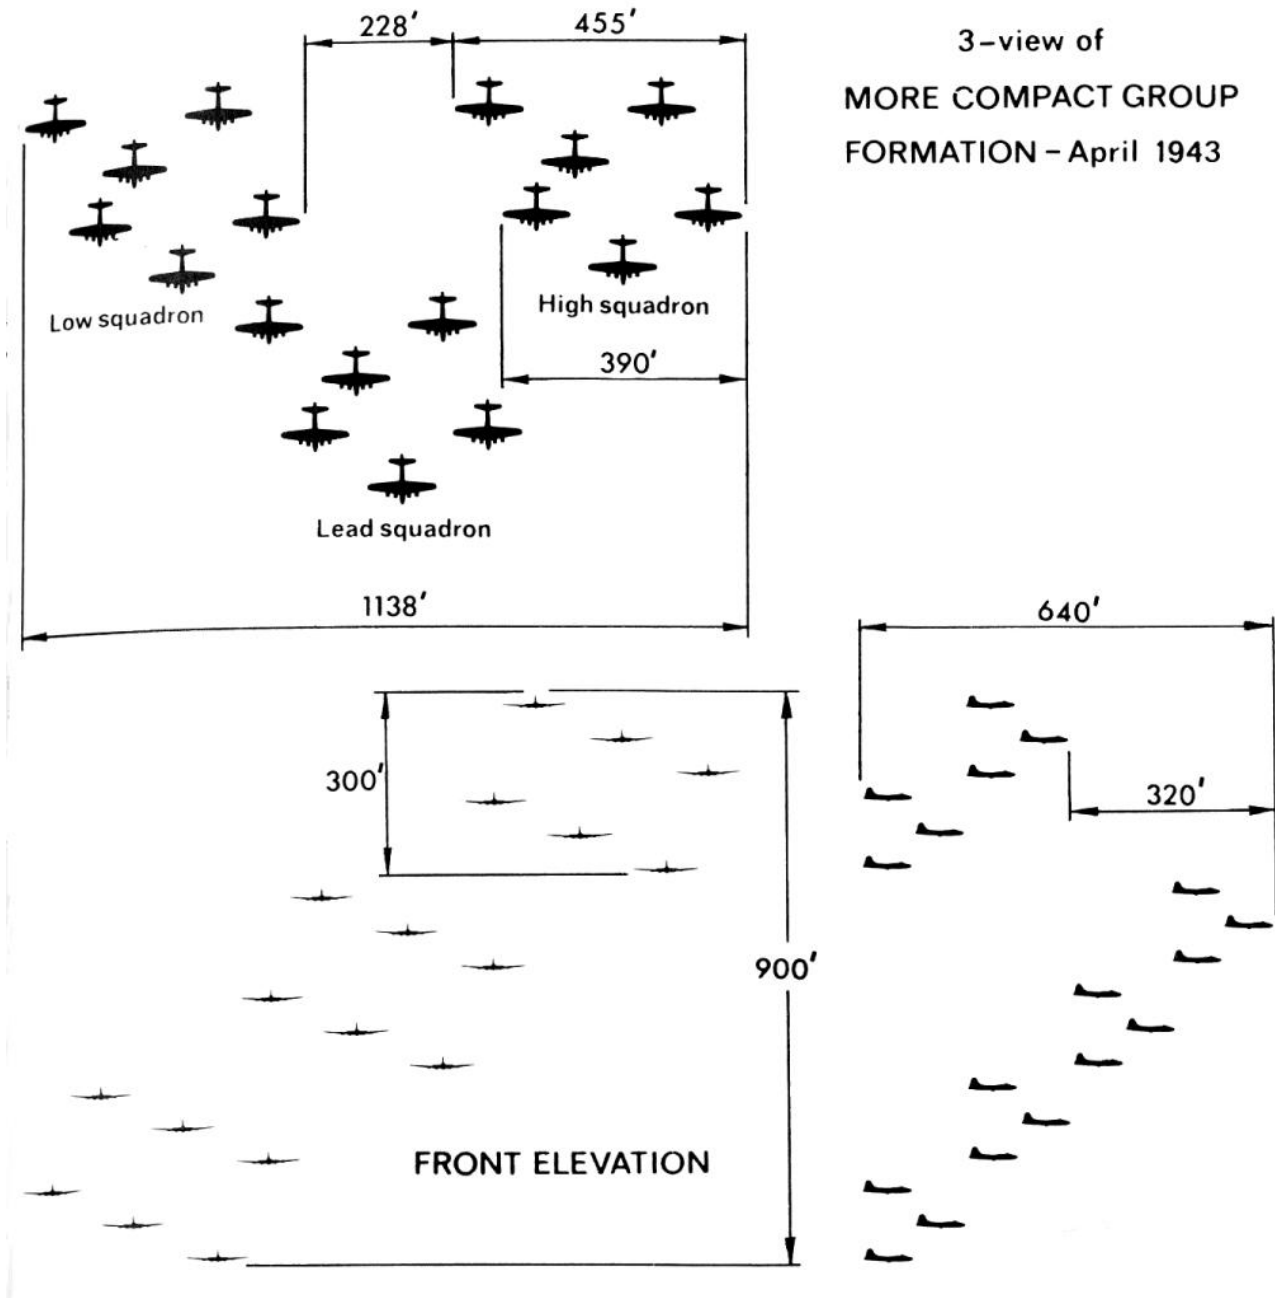 228′
455′
3-view of
MORE COMPACT GROUP
FORMATION - April 1943
Low squadron
High squadron
390′
Lead squadron
1138′
640′
300′
320′
900′
FRONT ELEVATION